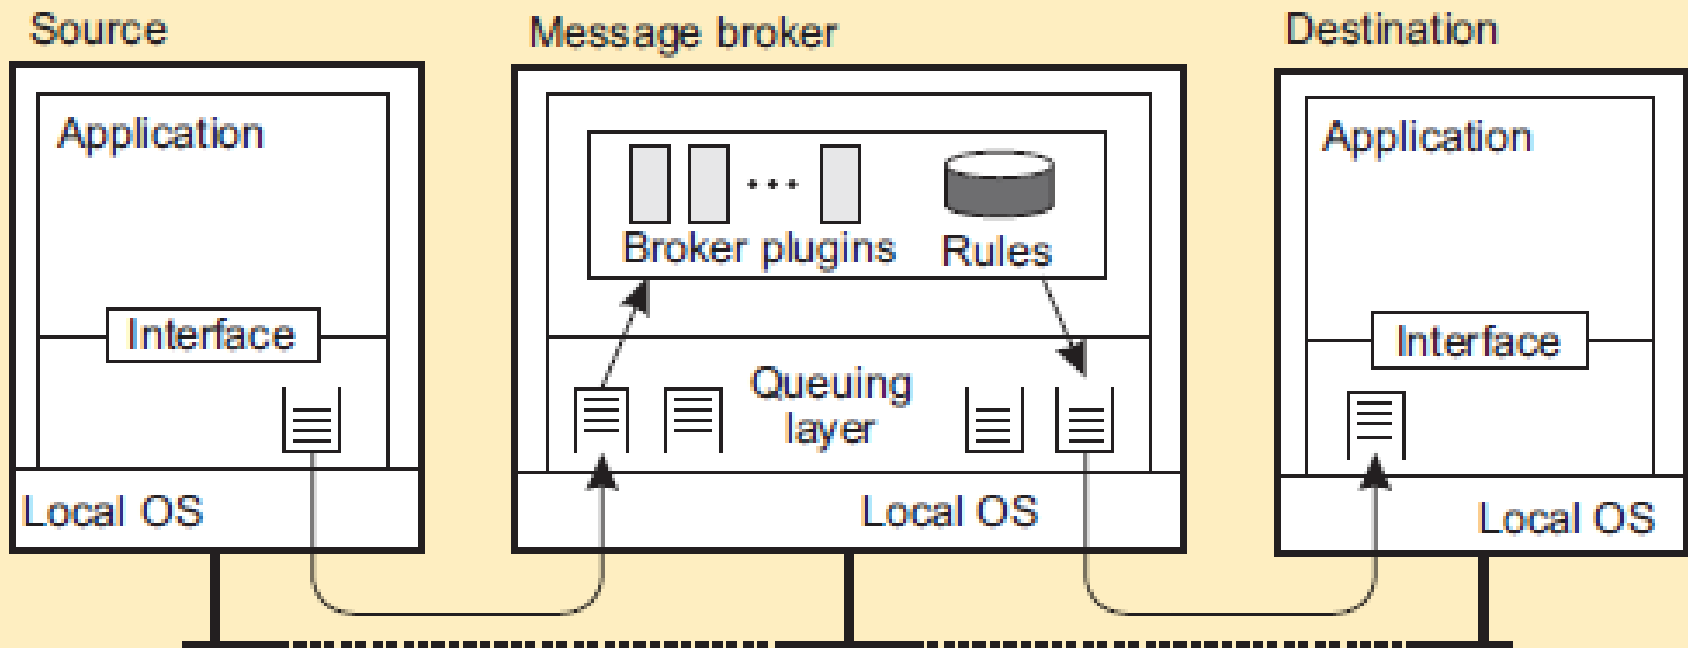 Source
Message broker
Destination
Application
Broker plugins
Rules
Application
Interface
Queuing
layer
Interface
Local OS
Local OS
Local OS